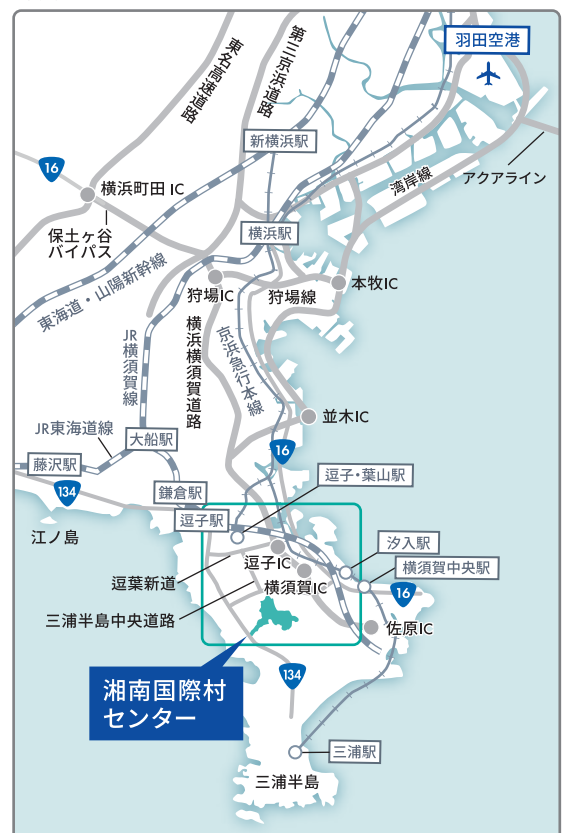 羽田空港
東名高速道路
第三京浜道路
新横浜駅
16
アクアライン
湾岸線
横浜町田 IC
保土ヶ谷
バイパス
横浜駅
東海道・山陽新幹線
狩場IC
狩場線
本牧IC
JR横須賀線
横浜横須賀道路
京浜急行本線
並木IC
JR東海道線
大船駅
16
藤沢駅
逗子・葉山駅
134
鎌倉駅
逗子駅
江ノ島
汐入駅
逗子IC
横須賀中央駅
逗葉新道
横須賀IC
16
三浦半島中央道路
佐原IC
湘南国際村
センター
134
三浦駅
三浦半島